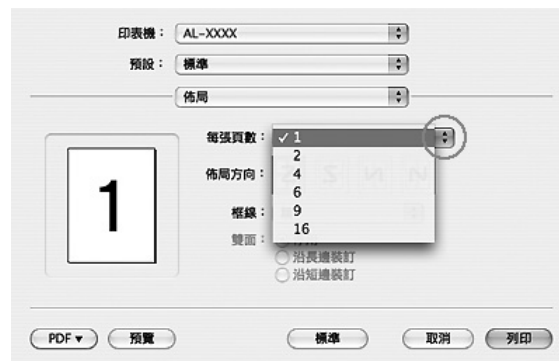 印表機： AL-XXXX
預設： 標準
佈局
每張頁數： ✓ 1
2
4
6
9
16
佈局方向：
框線：
雙面：
沿長邊裝訂
沿短邊裝訂
1
PDF▼ 預覽 標準 取消 列印